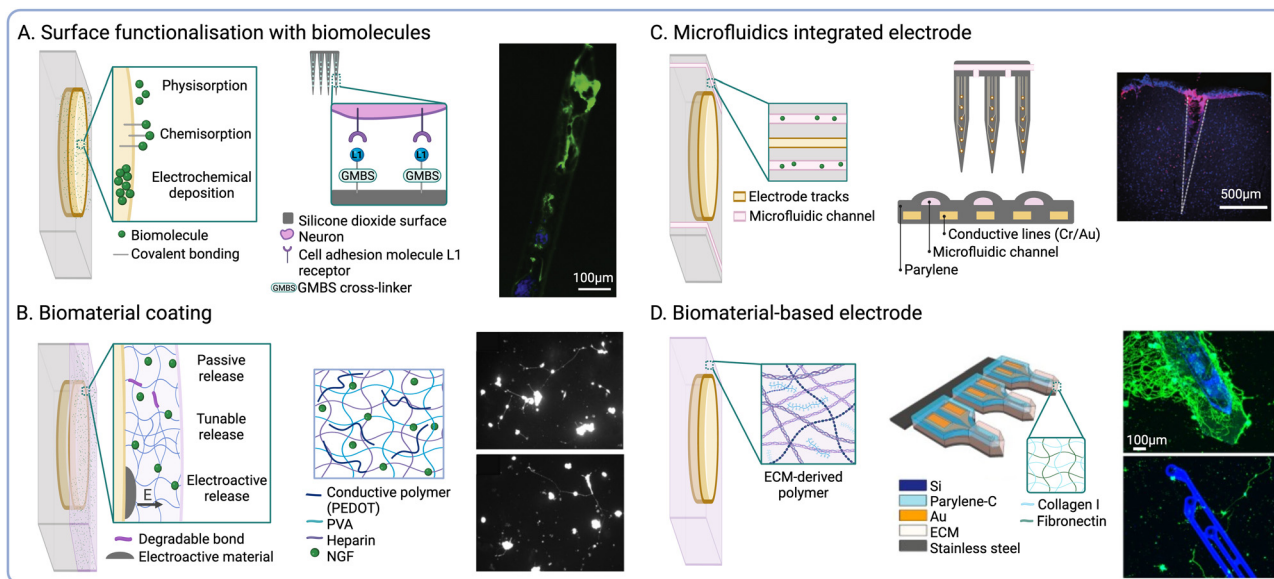 A. Surface functionalisation with biomolecules
Physisorption
Chemisorption
Electrochemical
deposition
Biomolecule
Covalent bonding
L1
L1
GMBS
GMBS
Silicone dioxide surface
Neuron
Cell adhesion molecule L1
receptor
GMBS GMBS cross-linker
100µm
B. Biomaterial coating
Passive
release
Tunable
release
Electroactive
release
E
Degradable bond
Electroactive material
Conductive polymer
(PEDOT)
PVA
Heparin
NGF
C. Microfluidics integrated electrode
Electrode tracks
Microfluidic channel
Conductive lines (Cr/Au)
Microfluidic channel
Parylene
500µm
D. Biomaterial-based electrode
ECM-derived
polymer
Si
Parylene-C
Au
ECM
Stainless steel
Collagen I
Fibronectin
100µm